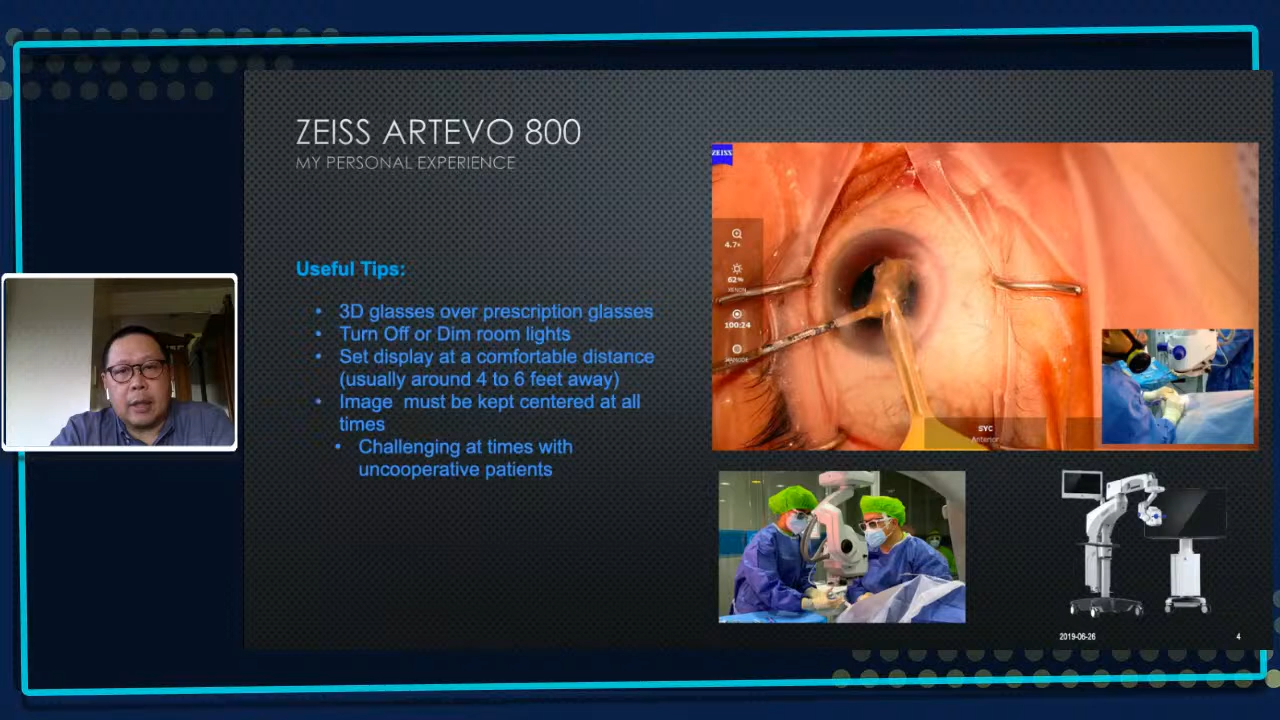 ZEISS ARTEVO 800
MY PERSONAL EXPERIENCE
Useful Tips:
• 3D glasses over prescription glasses
• Turn Off or Dim room lights
• Set display at a comfortable distance
(usually around 4 to 6 feet away)
• Image must be kept centered at all
times
• Challenging at times with
uncooperative patients
ZEISS
4.7x
62%
100:24
SYC
Anterior
2019-06-26
4